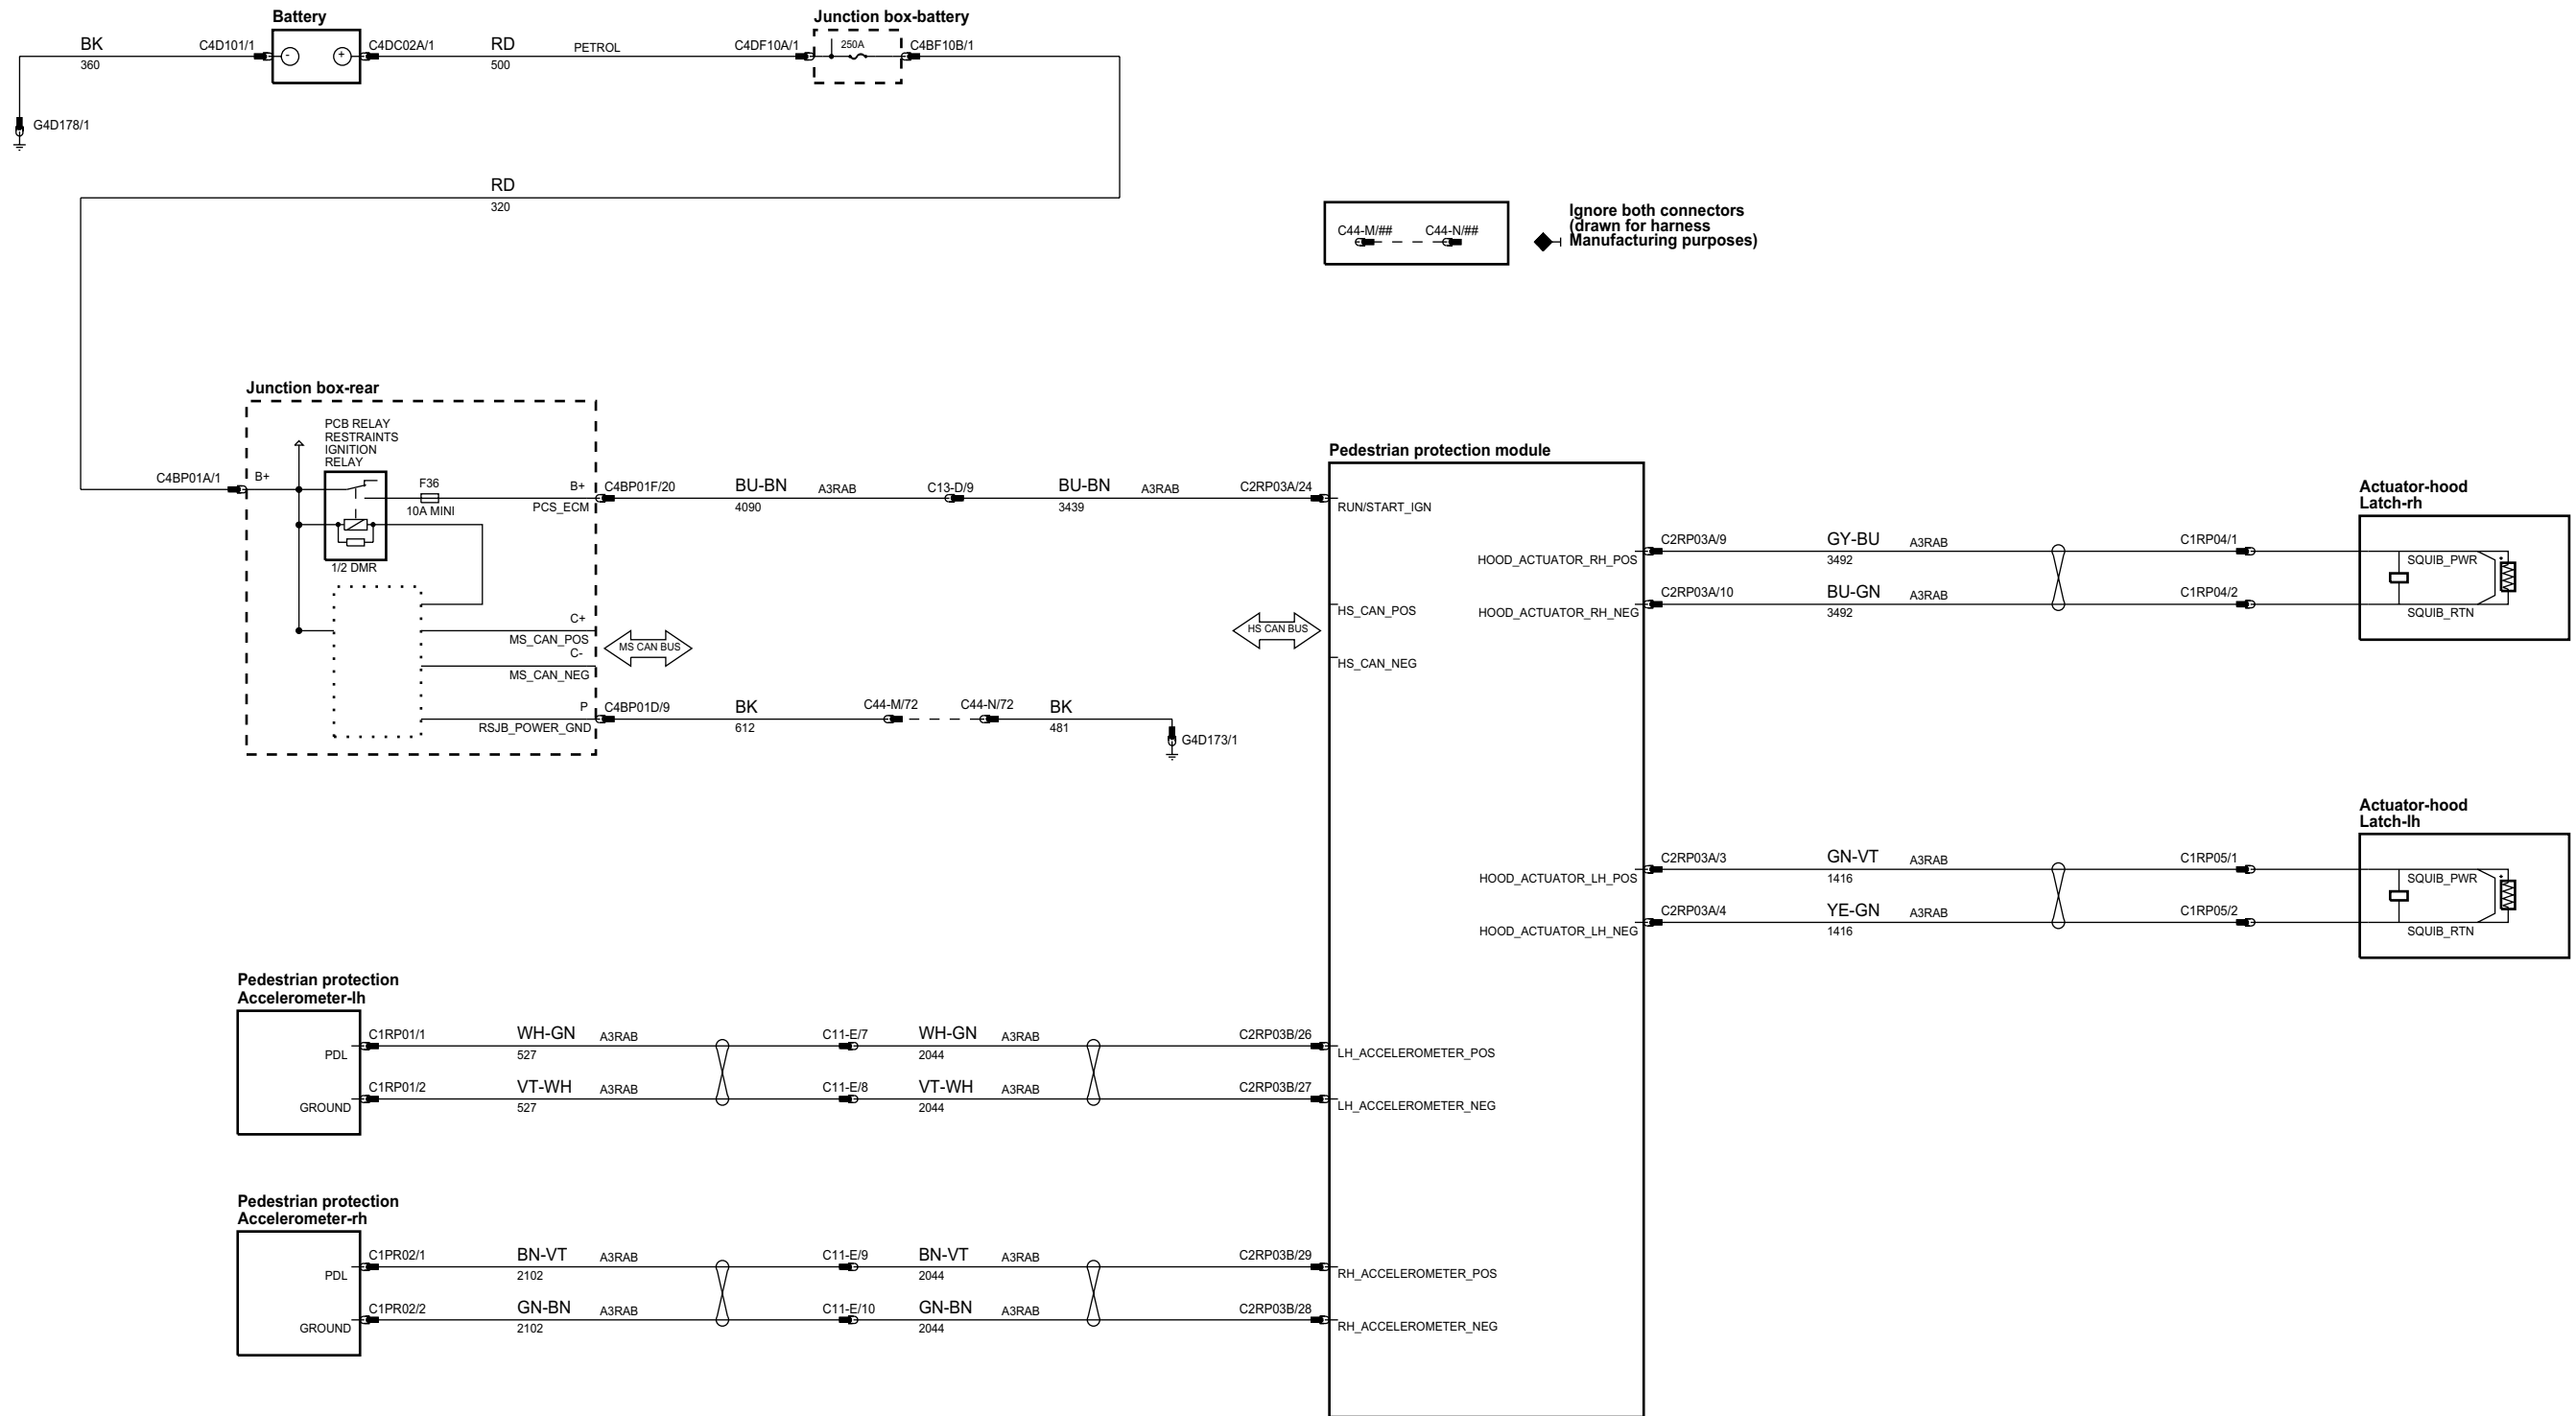 Battery
Junction box-battery
BK
C4D101/1
-
+
C4DC02A/1
RD
PETROL
C4DF10A/1
250A
C4BF10B/1
360
500
G4D178/1
RD
320
C44-M/##
C44-N/##
Ignore both connectors
(drawn for harness
Manufacturing purposes)
Junction box-rear
PCB RELAY
RESTRAINTS
IGNITION
RELAY
C4BP01A/1
B+
F36
10A MINI
B+
PCS_ECM
C4BP01F/20
BU-BN
A3RAB
4090
C13-D/9
BU-BN
A3RAB
3439
C2RP03A/24
1/2 DMR
C+
MS_CAN_POS
C-
MS_CAN_NEG
MS CAN BUS
P
RSJB_POWER_GND
C4BP01D/9
BK
612
C44-M/72
C44-N/72
BK
481
G4D173/1
Pedestrian protection module
RUN/START_IGN
HS_CAN_POS
HS CAN BUS
HS_CAN_NEG
HOOD_ACTUATOR_RH_POS
C2RP03A/9
GY-BU
A3RAB
3492
C1RP04/1
HOOD_ACTUATOR_RH_NEG
C2RP03A/10
BU-GN
A3RAB
3492
C1RP04/2
Actuator-hood
Latch-rh
SQUIB_PWR
+
SQUIB_RTN
HOOD_ACTUATOR_LH_POS
C2RP03A/3
GN-VT
A3RAB
1416
C1RP05/1
HOOD_ACTUATOR_LH_NEG
C2RP03A/4
YE-GN
A3RAB
1416
C1RP05/2
Actuator-hood
Latch-lh
SQUIB_PWR
+
SQUIB_RTN
Pedestrian protection
Accelerometer-lh
PDL
C1RP01/1
WH-GN
A3RAB
527
C11-E/7
WH-GN
A3RAB
2044
C2RP03B/26
LH_ACCELEROMETER_POS
GROUND
C1RP01/2
VT-WH
A3RAB
527
C11-E/8
VT-WH
A3RAB
2044
C2RP03B/27
LH_ACCELEROMETER_NEG
Pedestrian protection
Accelerometer-rh
PDL
C1PR02/1
BN-VT
A3RAB
2102
C11-E/9
BN-VT
A3RAB
2044
C2RP03B/29
RH_ACCELEROMETER_POS
GROUND
C1PR02/2
GN-BN
A3RAB
2102
C11-E/10
GN-BN
A3RAB
2044
C2RP03B/28
RH_ACCELEROMETER_NEG